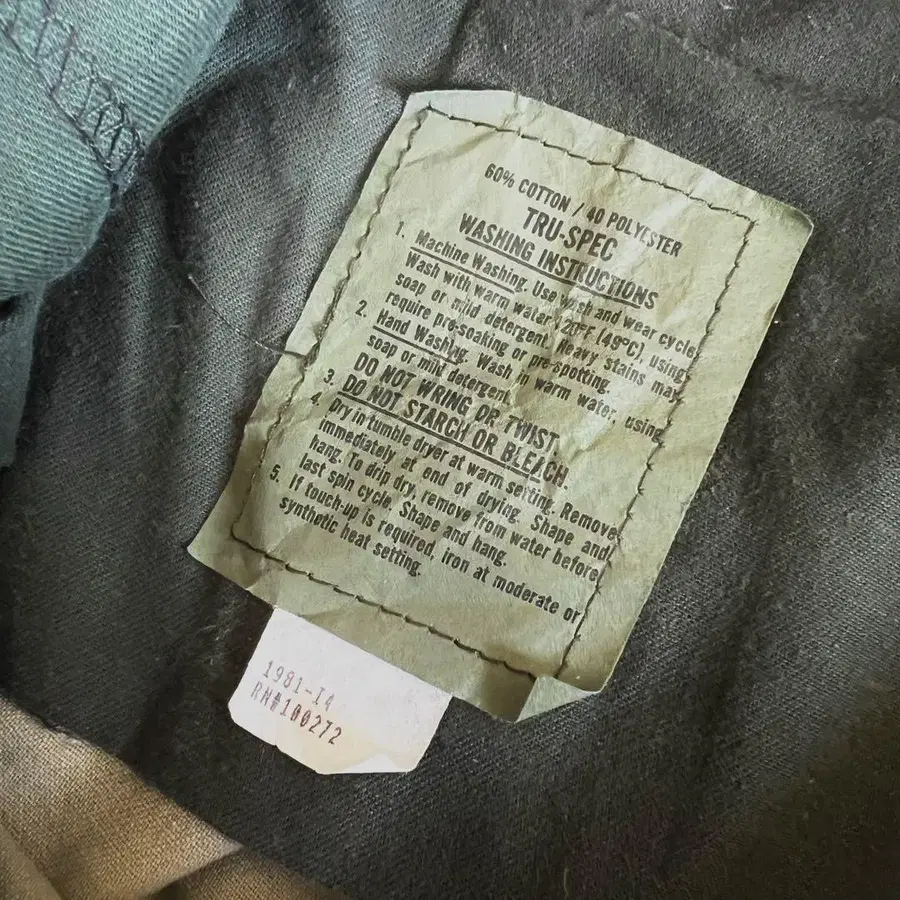 60% COTTON / 40 POLYESTER
TRU-SPEC
WASHING INSTRUCTIONS
1. Machine Washing. Use wash and wear cycle.
Wash with warm water, 120°F (49°C), using
soap or mild detergent. Heavy stains may
require pre-soaking or pre-spotting.
2. Hand Washing. Wash in warm water, using
soap or mild detergent.
DO NOT WRING OR TWIST
3. DO NOT STARCH OR BLEACH.
4. Dry in tumble dryer at warm setting. Remove
immediately at end of drying. Shape and
hang. To drip dry, remove from water before
last spin cycle. Shape and hang.
5. If touch-up is required, iron at moderate or
synthetic heat setting.
1981-I4
RN#100272